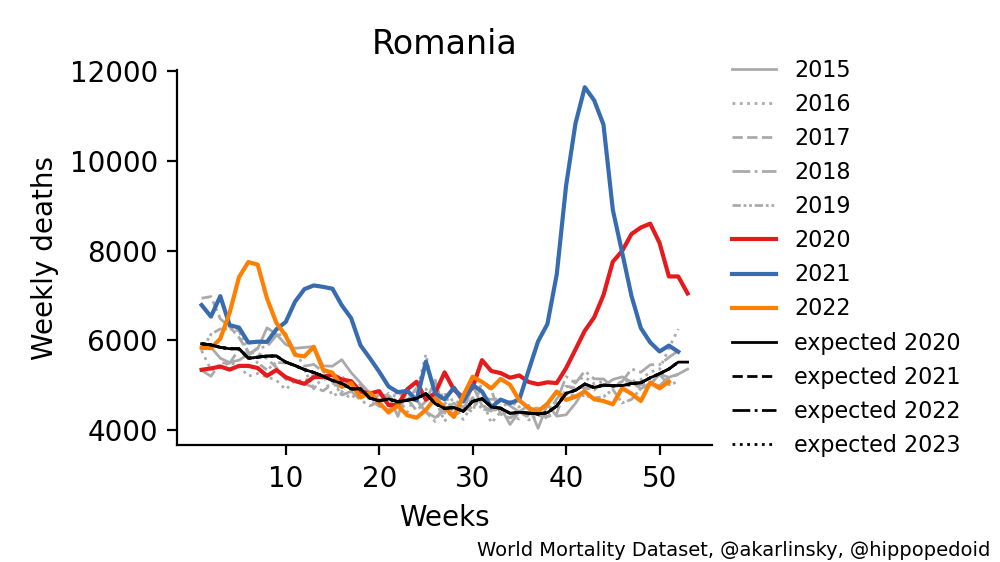 Romania
12000
10000
8000
6000
4000
Weekly deaths
10 20 30 40 50
Weeks
2015
2016
2017
2018
2019
2020
2021
2022
expected 2020
expected 2021
expected 2022
expected 2023
World Mortality Dataset, @akarlinsky, @hippopedoid